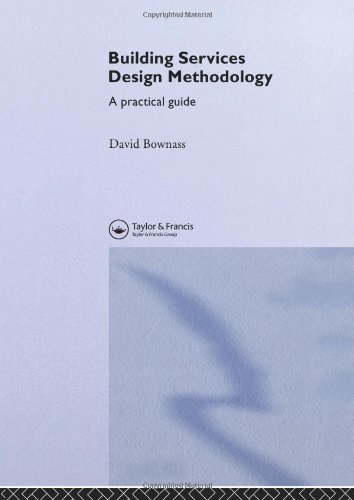 Copyrighted Material
Building Services
Design Methodology
A practical guide
David Bownass
Taylor & Francis
Taylor & Francis Group
Copyrighted Material